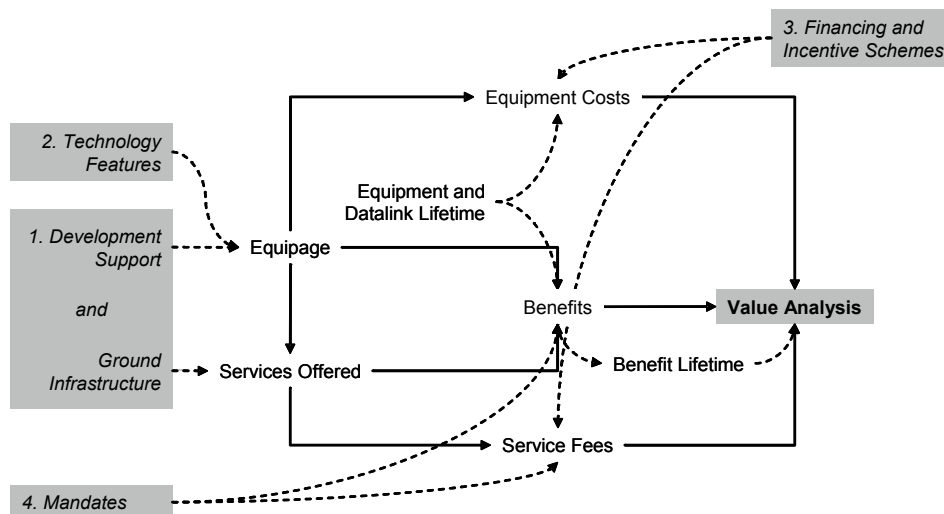 3. Financing and
Incentive Schemes
Equipment Costs
2. Technology
Features
Equipment and
Datalink Lifetime
1. Development
Support
Equipage
and
Benefits
Value Analysis
Ground
Infrastructure
Services Offered
Benefit Lifetime
Service Fees
4. Mandates